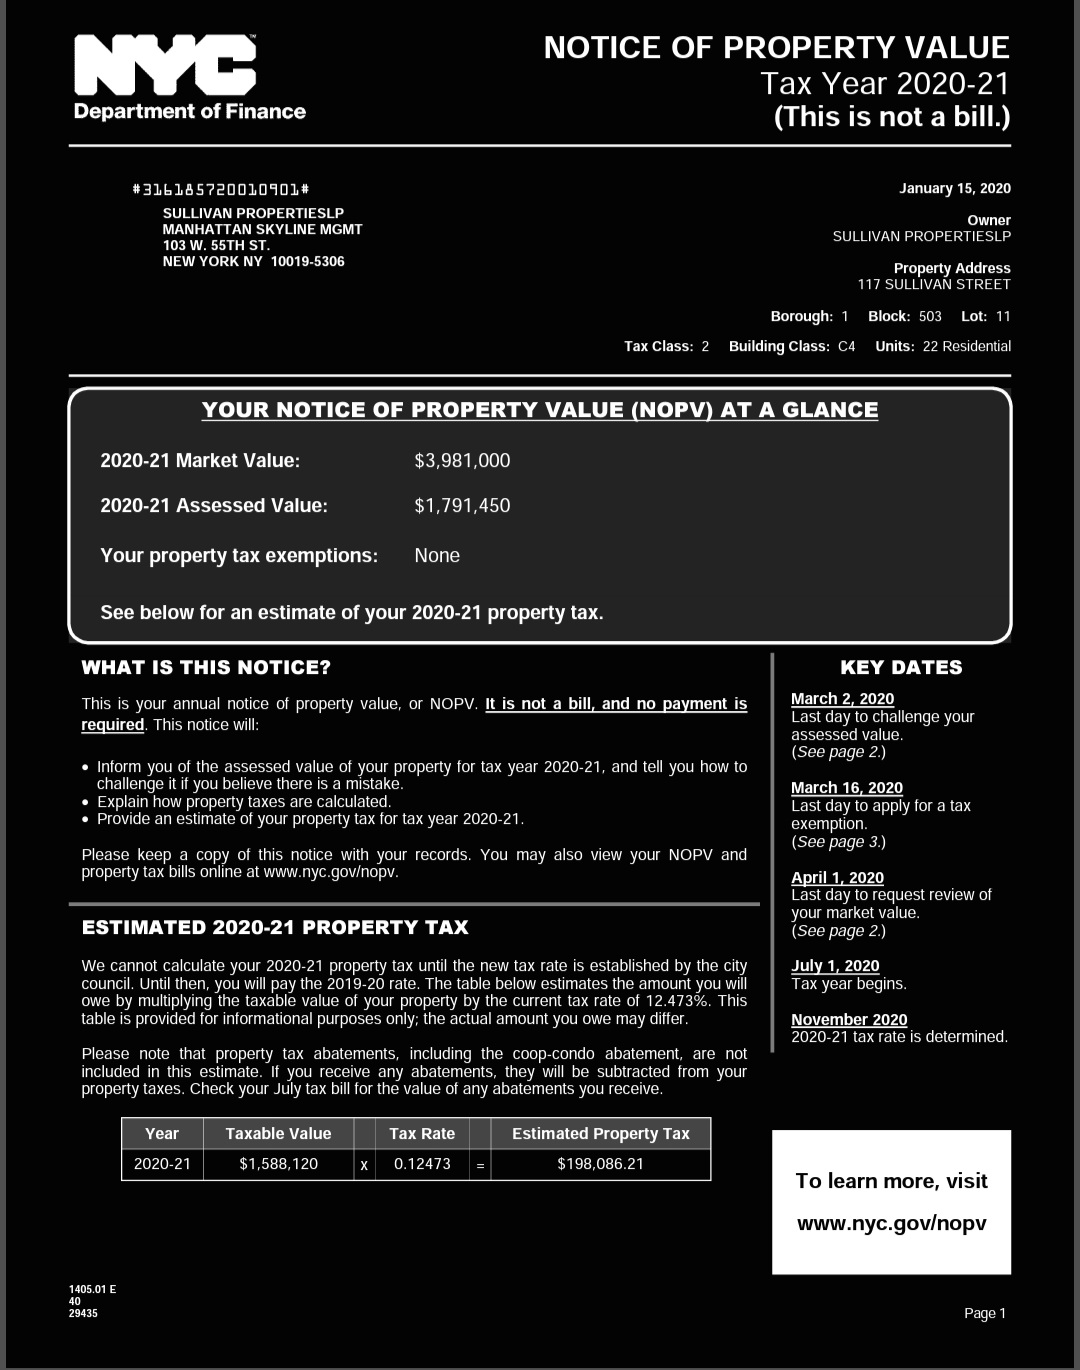 NYC™
Department of Finance
NOTICE OF PROPERTY VALUE
Tax Year 2020-21
(This is not a bill.)
#316185720010901#
SULLIVAN PROPERTIESLP
MANHATTAN SKYLINE MGMT
103 W. 55TH ST.
NEW YORK NY 10019-5306
January 15, 2020
Owner
SULLIVAN PROPERTIESLP
Property Address
117 SULLIVAN STREET
Borough: 1 Block: 503 Lot: 11
Tax Class: 2 Building Class: C4 Units: 22 Residential
YOUR NOTICE OF PROPERTY VALUE (NOPV) AT A GLANCE
2020-21 Market Value: $3,981,000
2020-21 Assessed Value: $1,791,450
Your property tax exemptions: None
See below for an estimate of your 2020-21 property tax.
WHAT IS THIS NOTICE?
This is your annual notice of property value, or NOPV. It is not a bill, and no payment is
required. This notice will:
• Inform you of the assessed value of your property for tax year 2020-21, and tell you how to
challenge it if you believe there is a mistake.
• Explain how property taxes are calculated.
• Provide an estimate of your property tax for tax year 2020-21.
Please keep a copy of this notice with your records. You may also view your NOPV and
property tax bills online at www.nyc.gov/nopv.
ESTIMATED 2020-21 PROPERTY TAX
We cannot calculate your 2020-21 property tax until the new tax rate is established by the city
council. Until then, you will pay the 2019-20 rate. The table below estimates the amount you will
owe by multiplying the taxable value of your property by the current tax rate of 12.473%. This
table is provided for informational purposes only; the actual amount you owe may differ.
Please note that property tax abatements, including the coop-condo abatement, are not
included in this estimate. If you receive any abatements, they will be subtracted from your
property taxes. Check your July tax bill for the value of any abatements you receive.
Year Taxable Value Tax Rate Estimated Property Tax
2020-21 $1,588,120 x 0.12473 = $198,086.21
KEY DATES
March 2, 2020
Last day to challenge your
assessed value.
(See page 2.)
March 16, 2020
Last day to apply for a tax
exemption.
(See page 3.)
April 1, 2020
Last day to request review of
your market value.
(See page 2.)
July 1, 2020
Tax year begins.
November 2020
2020-21 tax rate is determined.
To learn more, visit
www.nyc.gov/nopv
1405.01 E
40
29435
Page 1